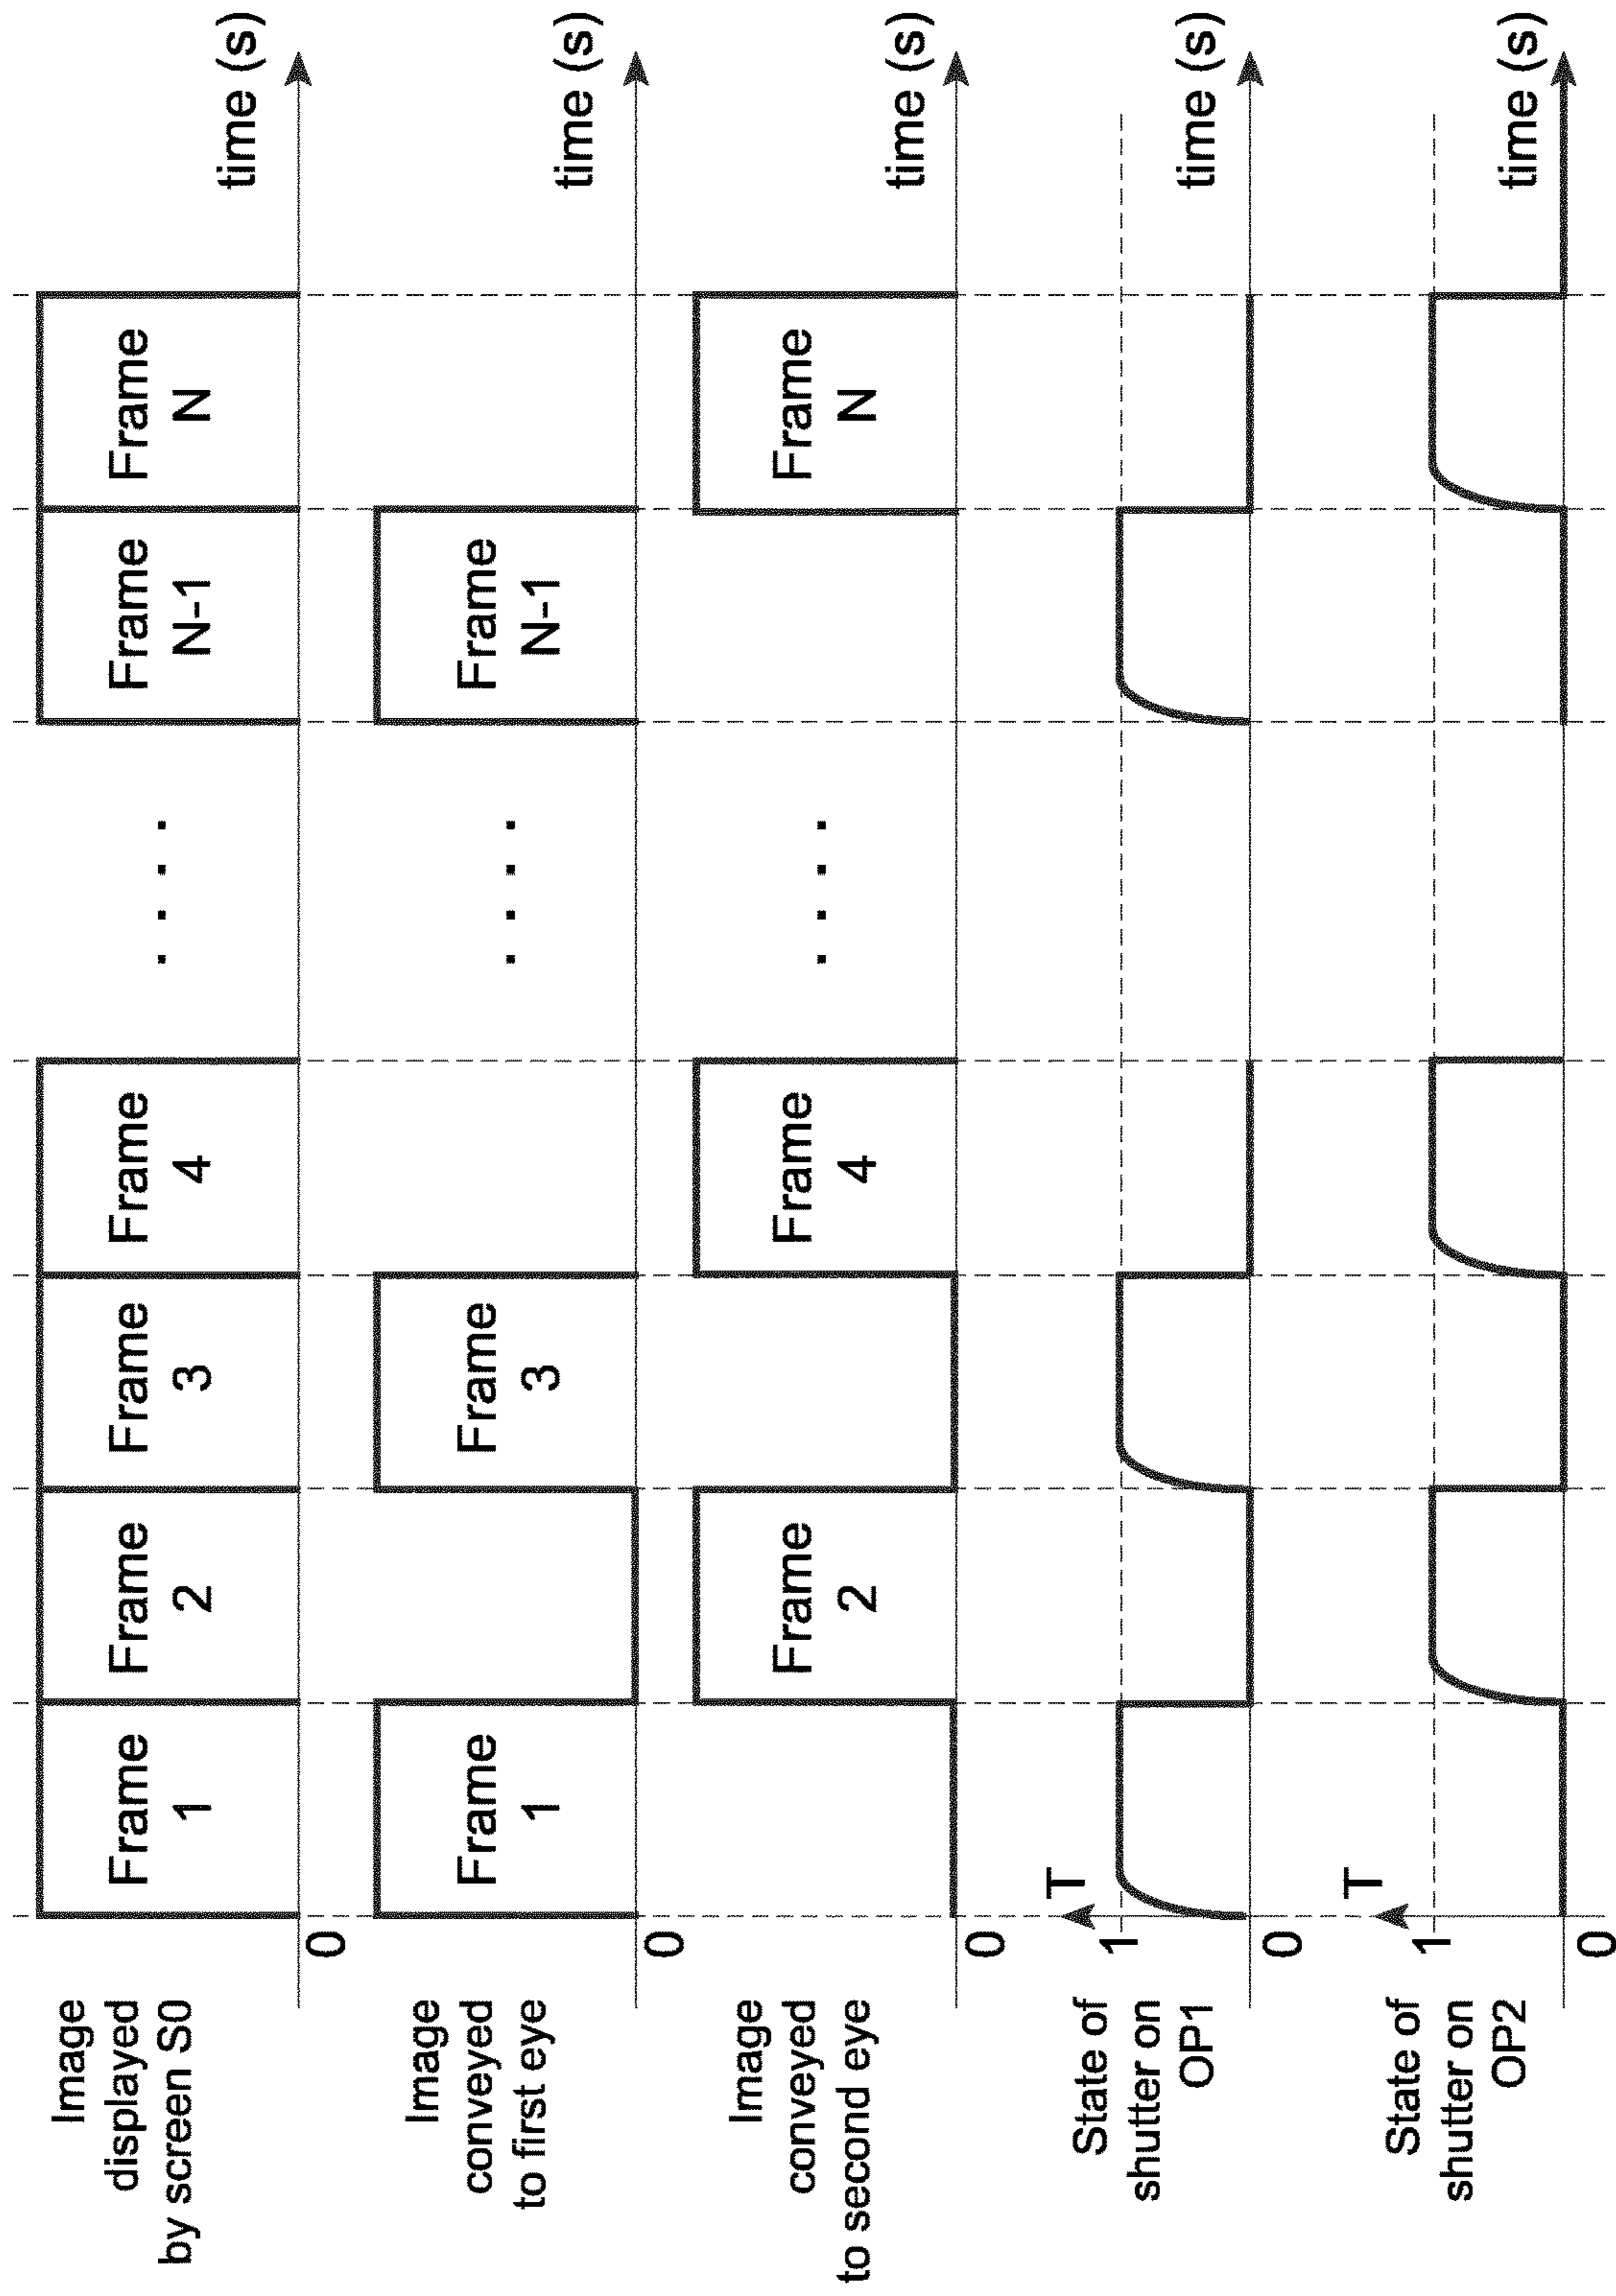 Image
displayed
by screen S0
Frame
1
Frame
2
Frame
3
Frame
4
. . . .
Frame
N-1
Frame
N
time (s)
0
Image
conveyed
to first eye
Frame
1
Frame
3
. . . .
Frame
N-1
time (s)
0
Image
conveyed
to second eye
Frame
2
Frame
4
. . . .
Frame
N
time (s)
0
State of
shutter on
OP1
T
1
0
time (s)
State of
shutter on
OP2
T
1
0
time (s)